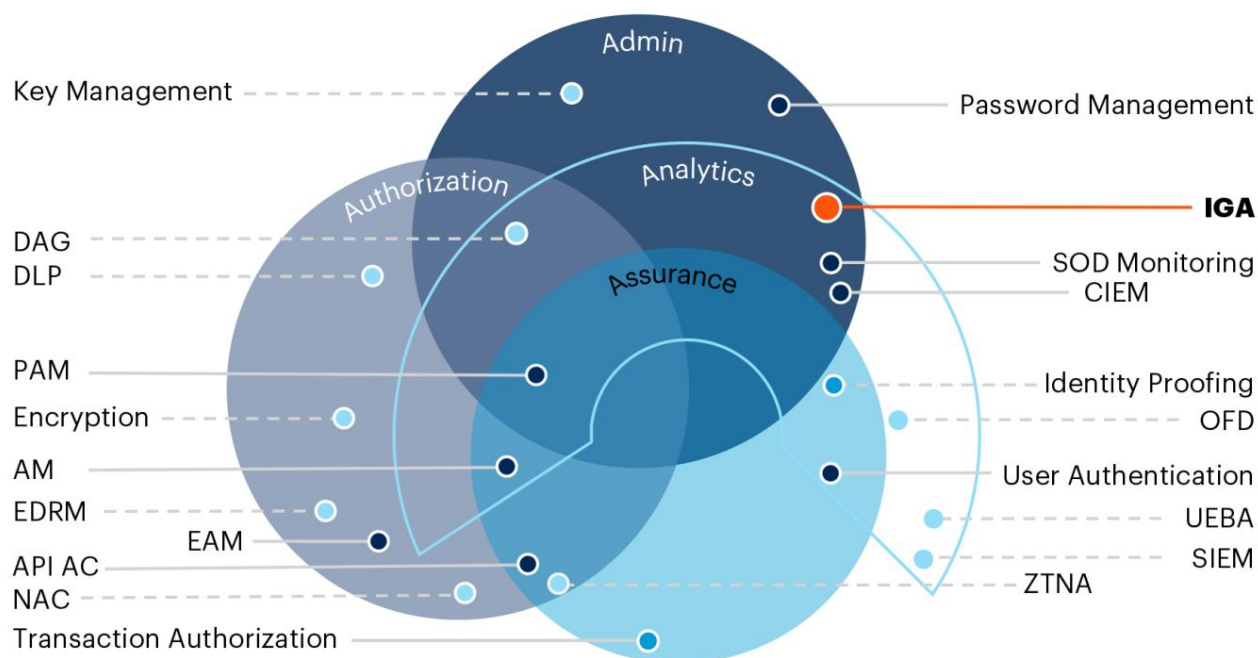 Admin
Key Management
Password Management
Authorization
Analytics
IGA
DAG
DLP
SOD Monitoring
CIEM
Assurance
PAM
Identity Proofing
Encryption
OFD
AM
User Authentication
EDRM
UEBA
EAM
SIEM
API AC
ZTNA
NAC
Transaction Authorization